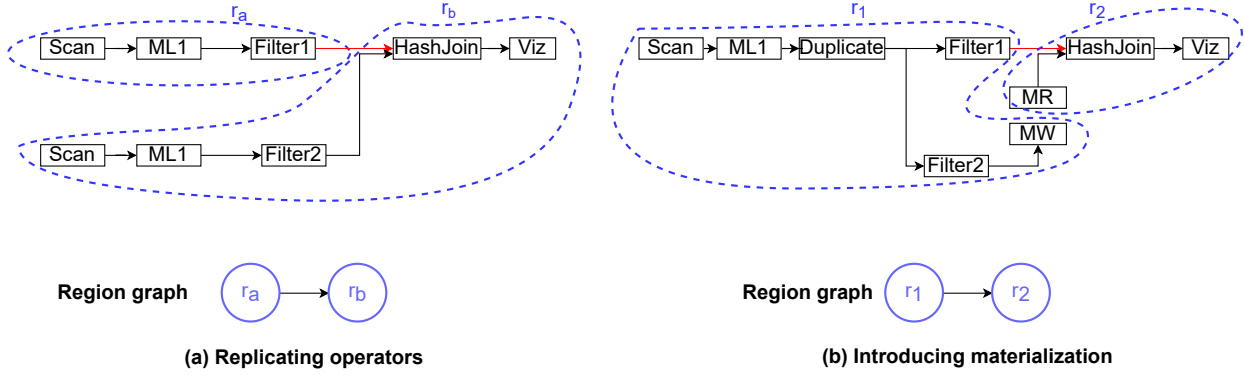 ra
rb
Scan ML1 Filter1 HashJoin Viz
Scan ML1 Filter2
Region graph ra rb
(a) Replicating operators
r1
r2
Scan ML1 Duplicate Filter1 HashJoin Viz
MR
MW
Filter2
Region graph r1 r2
(b) Introducing materialization